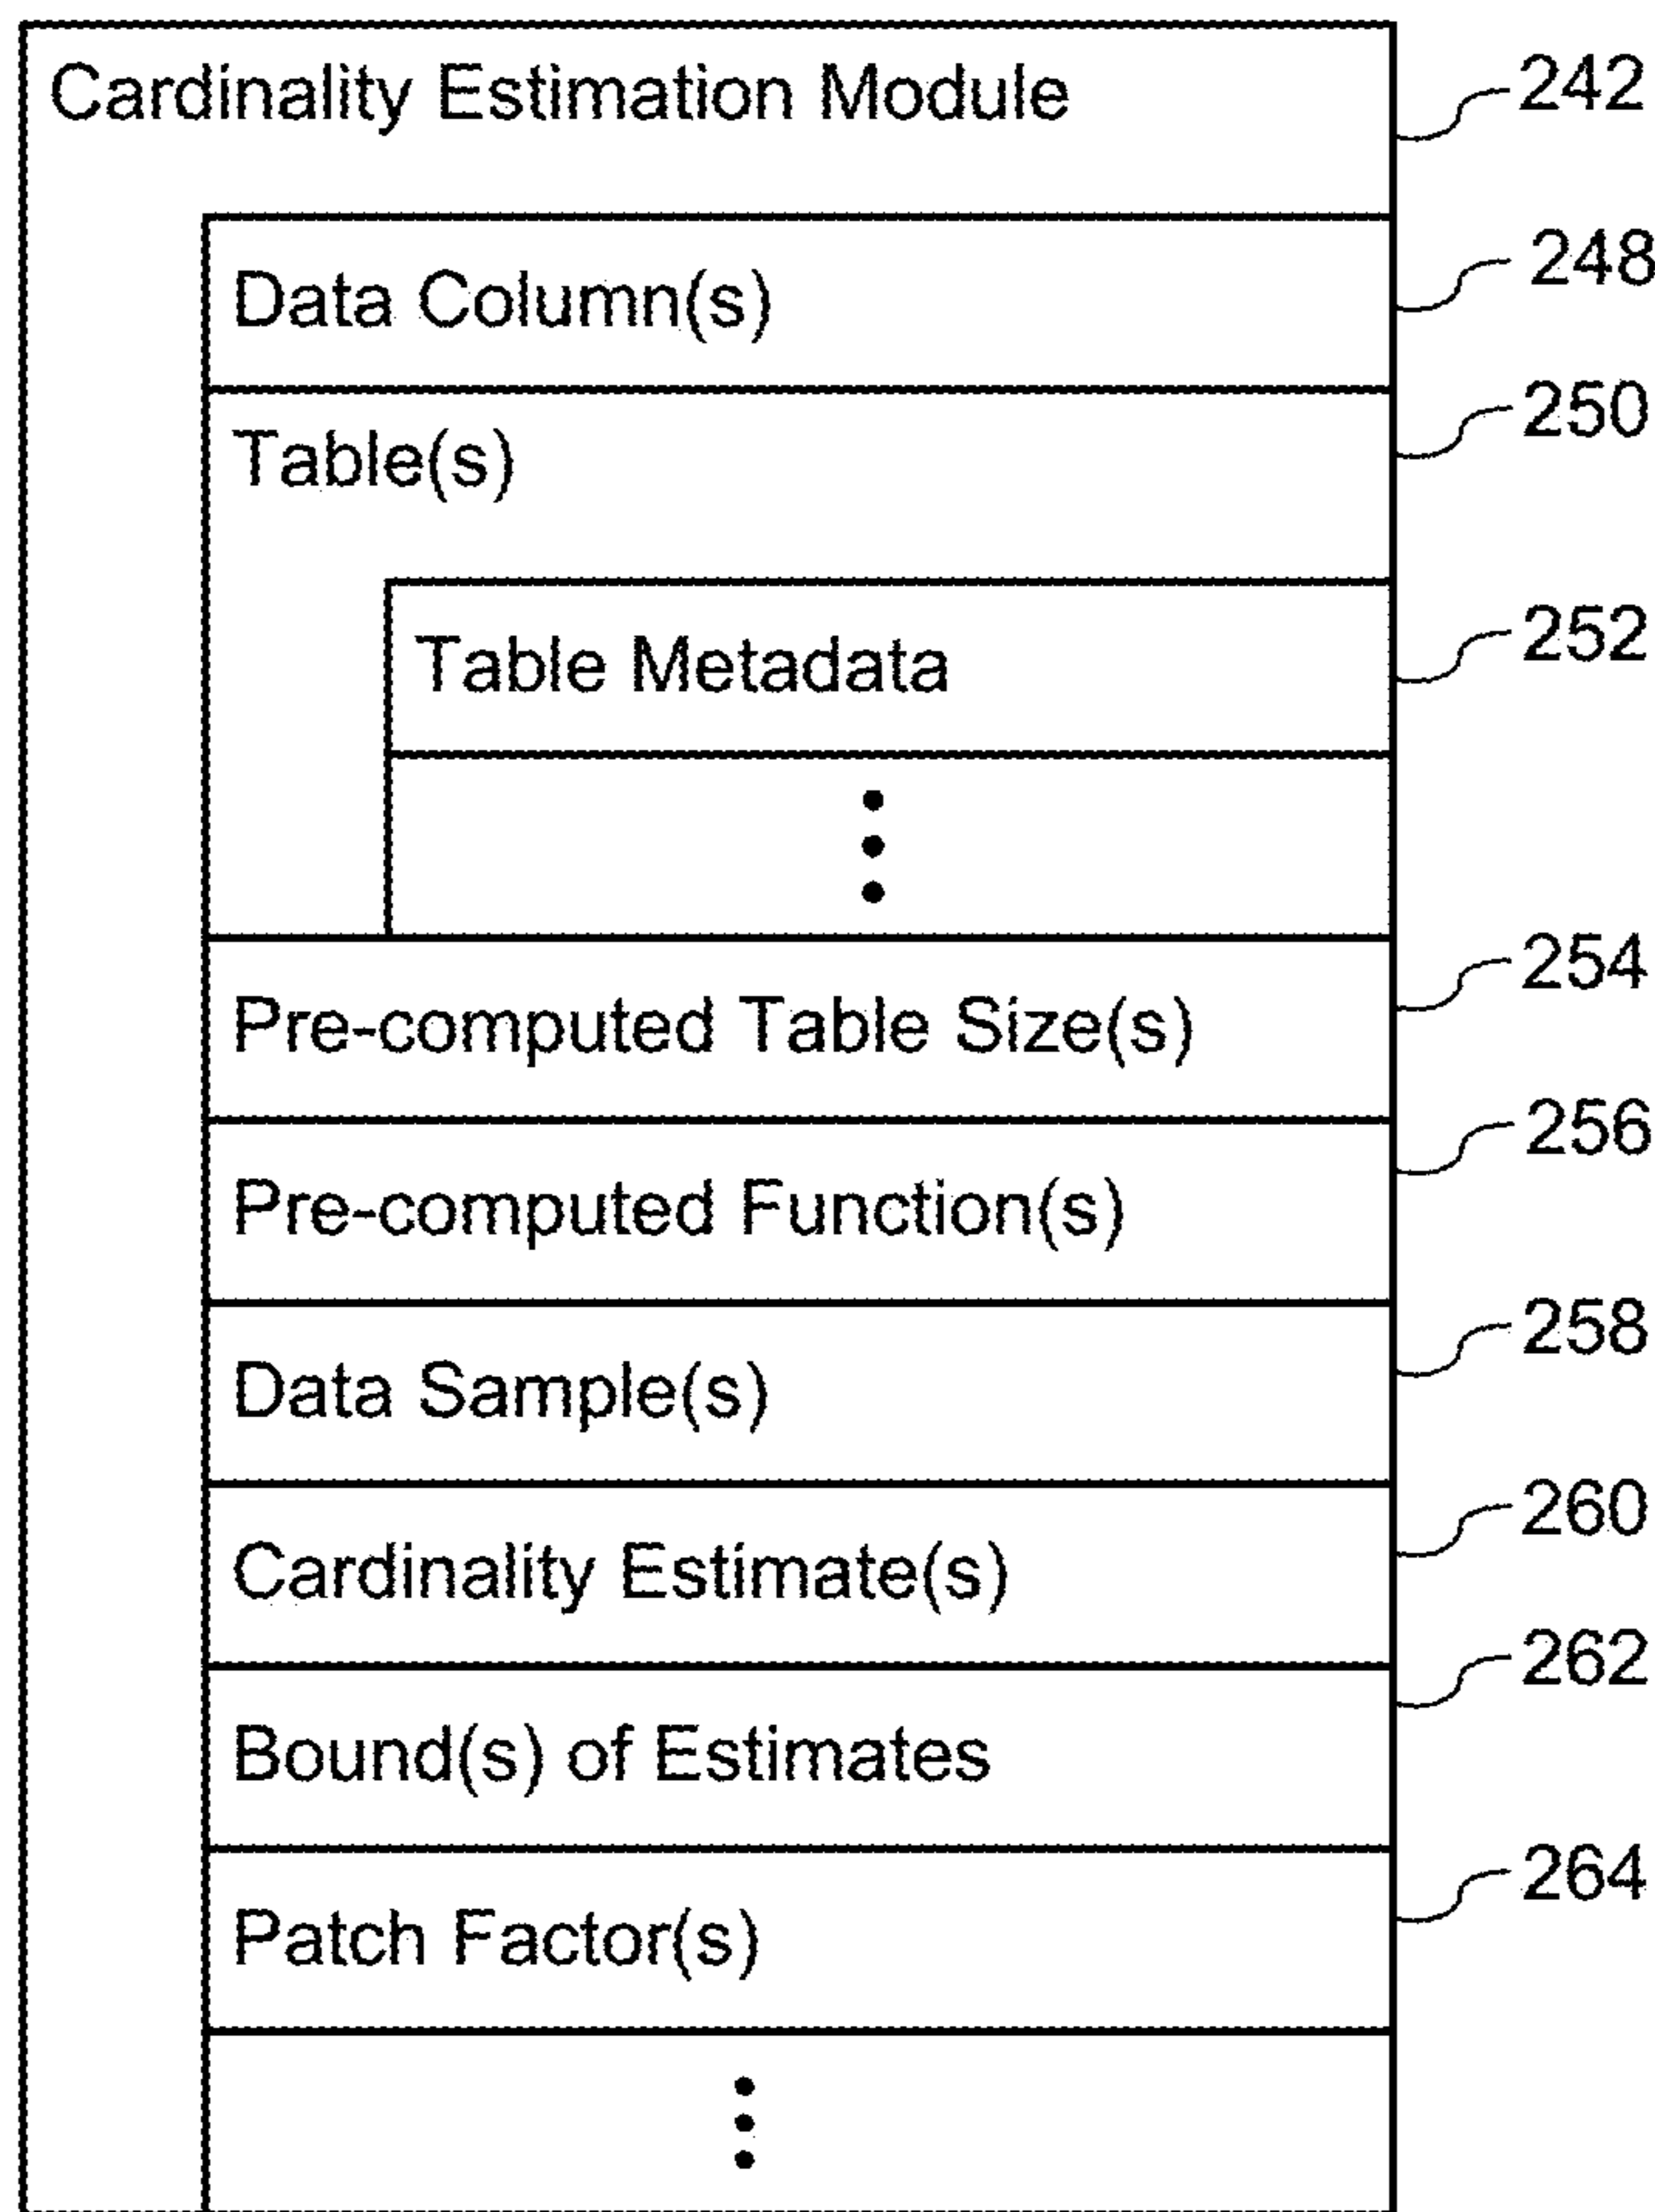 Cardinality Estimation Module 242
Data Column(s) 248
Table(s) 250
Table Metadata 252
Pre-computed Table Size(s) 254
Pre-computed Function(s) 256
Data Sample(s) 258
Cardinality Estimate(s) 260
Bound(s) of Estimates 262
Patch Factor(s) 264